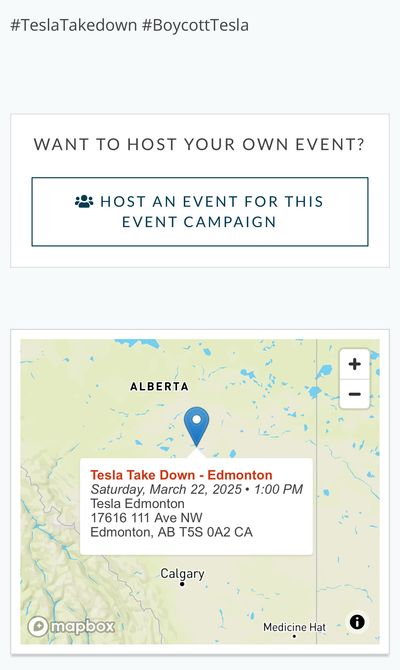 #TeslaTakedown #BoycottTesla
WANT TO HOST YOUR OWN EVENT?
HOST AN EVENT FOR THIS
EVENT CAMPAIGN
+
−
ALBERTA
Tesla Take Down - Edmonton
Saturday, March 22, 2025 • 1:00 PM
Tesla Edmonton
17616 111 Ave NW
Edmonton, AB T5S 0A2 CA
Calgary
Medicine Hat
mapbox